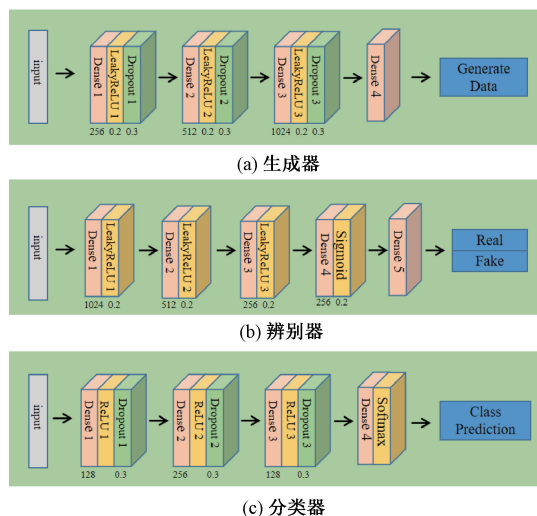 input
Dense 1
LeakyReLU 1
Dropout 1
256 0.2 0.3
Dense 2
LeakyReLU 2
Dropout 2
512 0.2 0.3
Dense 3
LeakyReLU 3
Dropout 3
1024 0.2 0.3
Dense 4
Generate
Data
(a) 生成器
input
Dense 1
LeakyReLU 1
1024 0.2
Dense 2
LeakyReLU 2
512 0.2
Dense 3
LeakyReLU 3
256 0.2
Dense 4
Sigmoid
256 0.2
Dense 5
Real
Fake
(b) 辨别器
input
Dense 1
ReLU 1
Dropout 1
128 0.3
Dense 2
ReLU 2
Dropout 2
256 0.3
Dense 3
ReLU 3
Dropout 3
128 0.3
Dense 4
Softmax
Class
Prediction
(c) 分类器